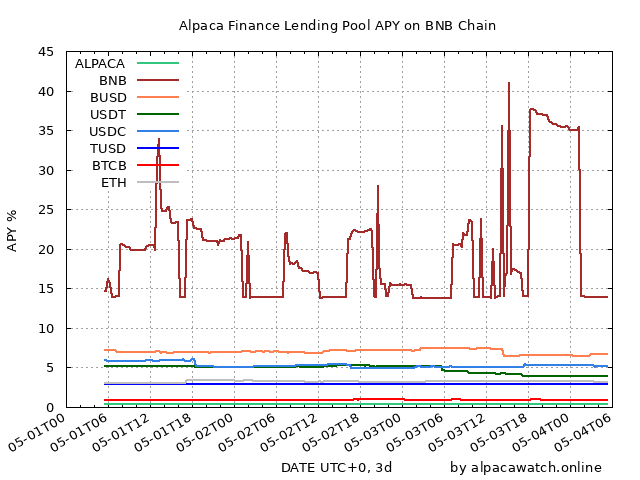 Alpaca Finance Lending Pool APY on BNB Chain
45
40
35
30
25
20
15
10
5
0
APY %
ALPACA
BNB
BUSD
USDT
USDC
TUSD
BTCB
ETH
05-01T00
05-01T06
05-01T12
05-01T18
05-02T00
05-02T06
05-02T12
05-02T18
05-03T00
05-03T06
05-03T12
05-03T18
05-04T00
05-04T06
DATE UTC+0, 3d
by alpacawatch.online